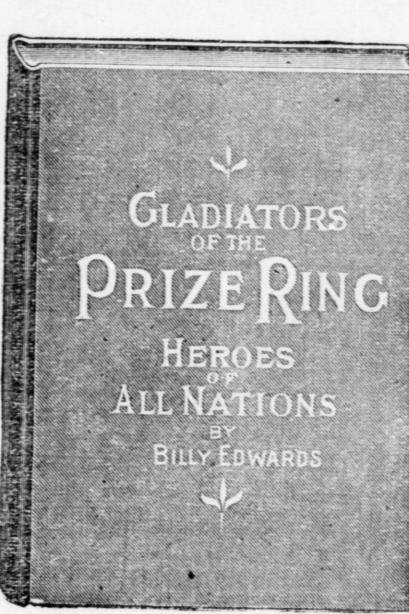 GLADIATORS
OF THE
PRIZE RING
HEROES
OF
ALL NATIONS
BY
BILLY EDWARDS